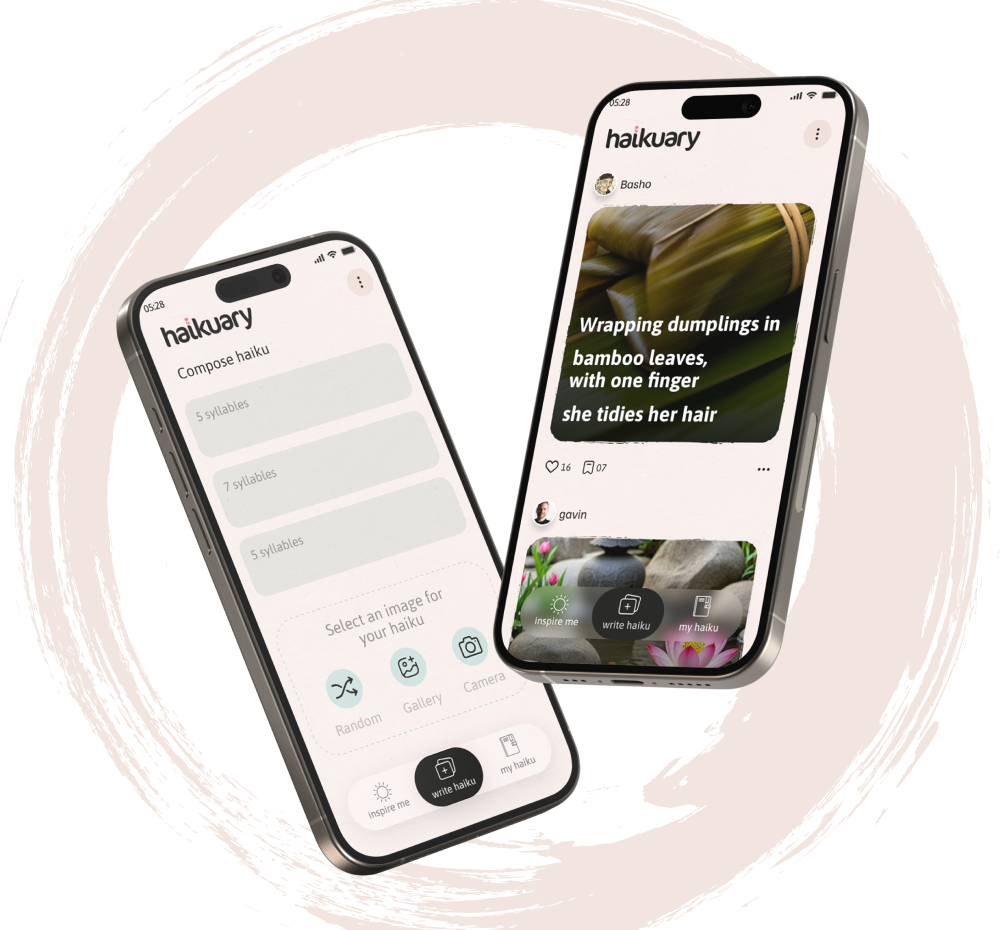 05:28
haikuary
Compose haiku
5 syllables
7 syllables
5 syllables
Select an image for
your haiku
Random
Gallery
Camera
inspire me
write haiku
my haiku
05:28
haikuary
Basho
Wrapping dumplings in
bamboo leaves,
with one finger
she tidies her hair
16
07
gavin
inspire me
write haiku
my haiku